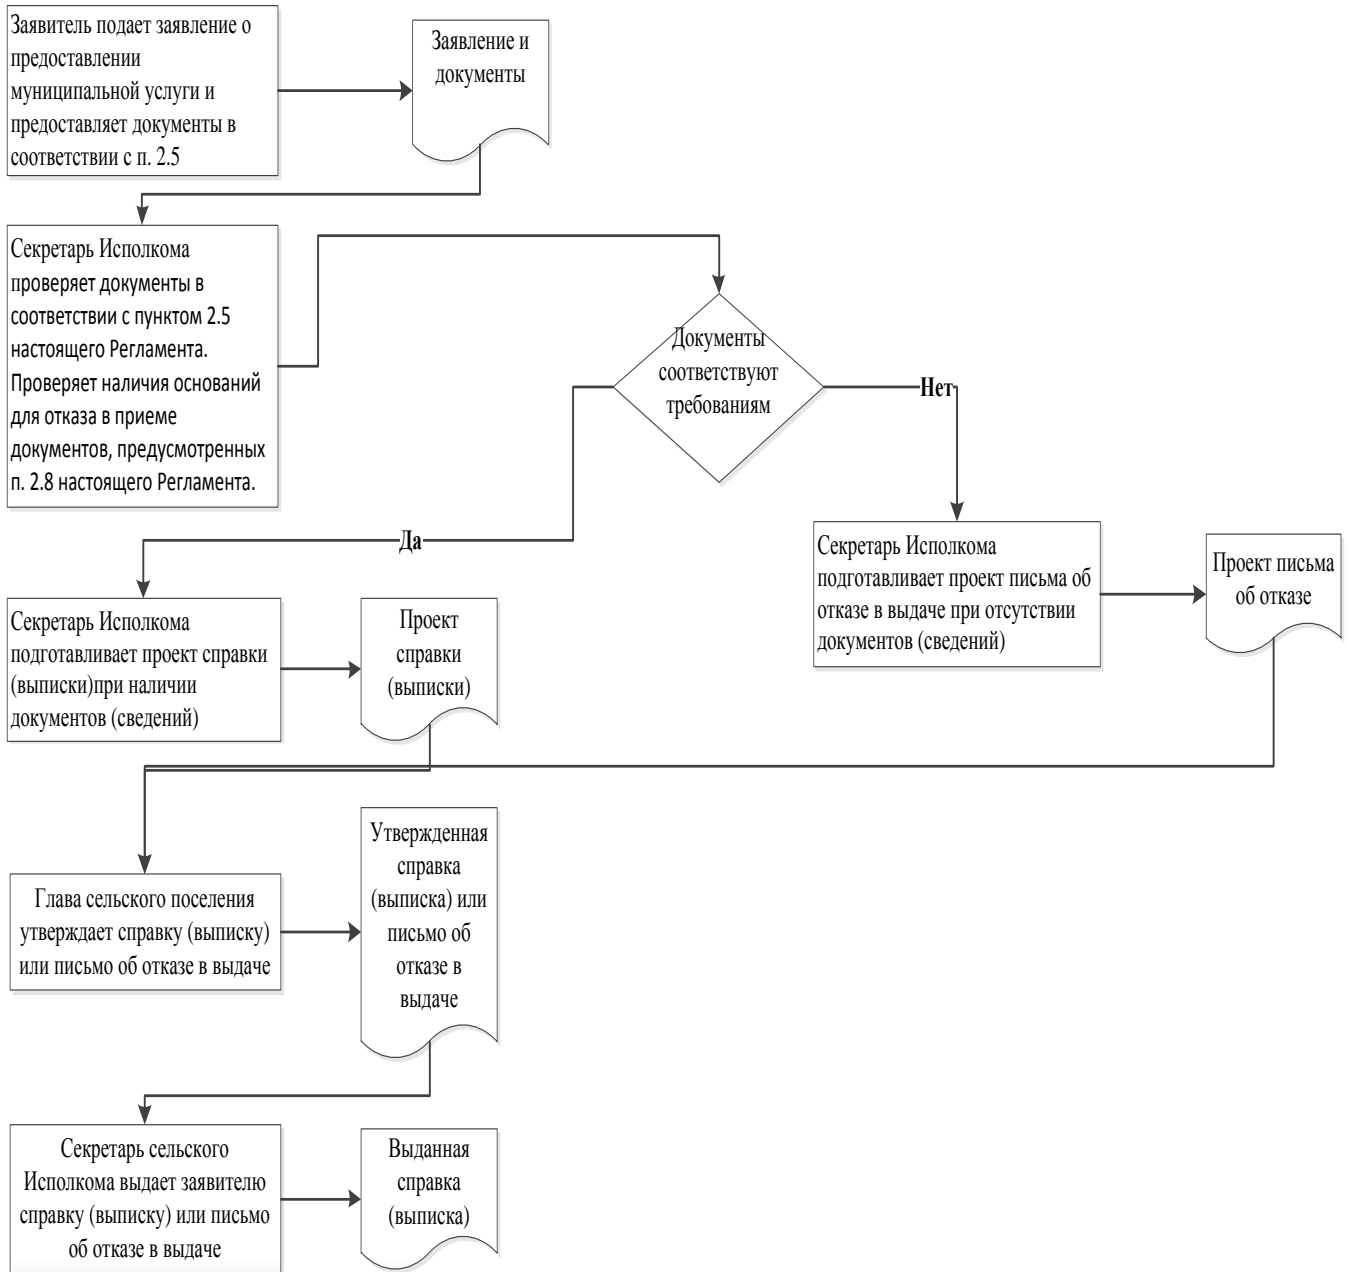 Заявитель подает заявление о
предоставлении
муниципальной услуги и
предоставляет документы в
соответствии с п. 2.5
Заявление и
документы
Секретарь Исполкома
проверяет документы в
соответствии с пунктом 2.5
настоящего Регламента.
Проверяет наличия оснований
для отказа в приеме
документов, предусмотренных
п. 2.8 настоящего Регламента.
Документы
соответствуют
требованиям
Нет
Да
Секретарь Исполкома
подготавливает проект письма об
отказе в выдаче при отсутствии
документов (сведений)
Проект письма
об отказе
Секретарь Исполкома
подготавливает проект справки
(выписки)при наличии
документов (сведений)
Проект
справки
(выписки)
Глава сельского поселения
утверждает справку (выписку)
или письмо об отказе в выдаче
Утвержденная
справка
(выписка) или
письмо об
отказе в
выдаче
Секретарь сельского
Исполкома выдает заявителю
справку (выписку) или письмо
об отказе в выдаче
Выданная
справка
(выписка)